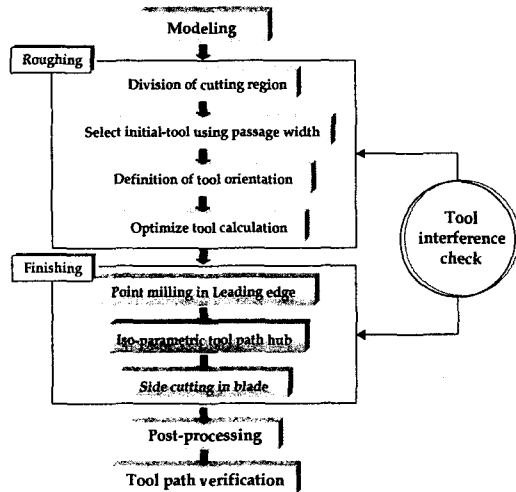 Modeling
Roughing
Division of cutting region
Select initial-tool using passage width
Definition of tool orientation
Optimize tool calculation
Tool
interference
check
Finishing
Point milling in Leading edge
Iso-parametric tool path hub
Side cutting in blade
Post-processing
Tool path verification